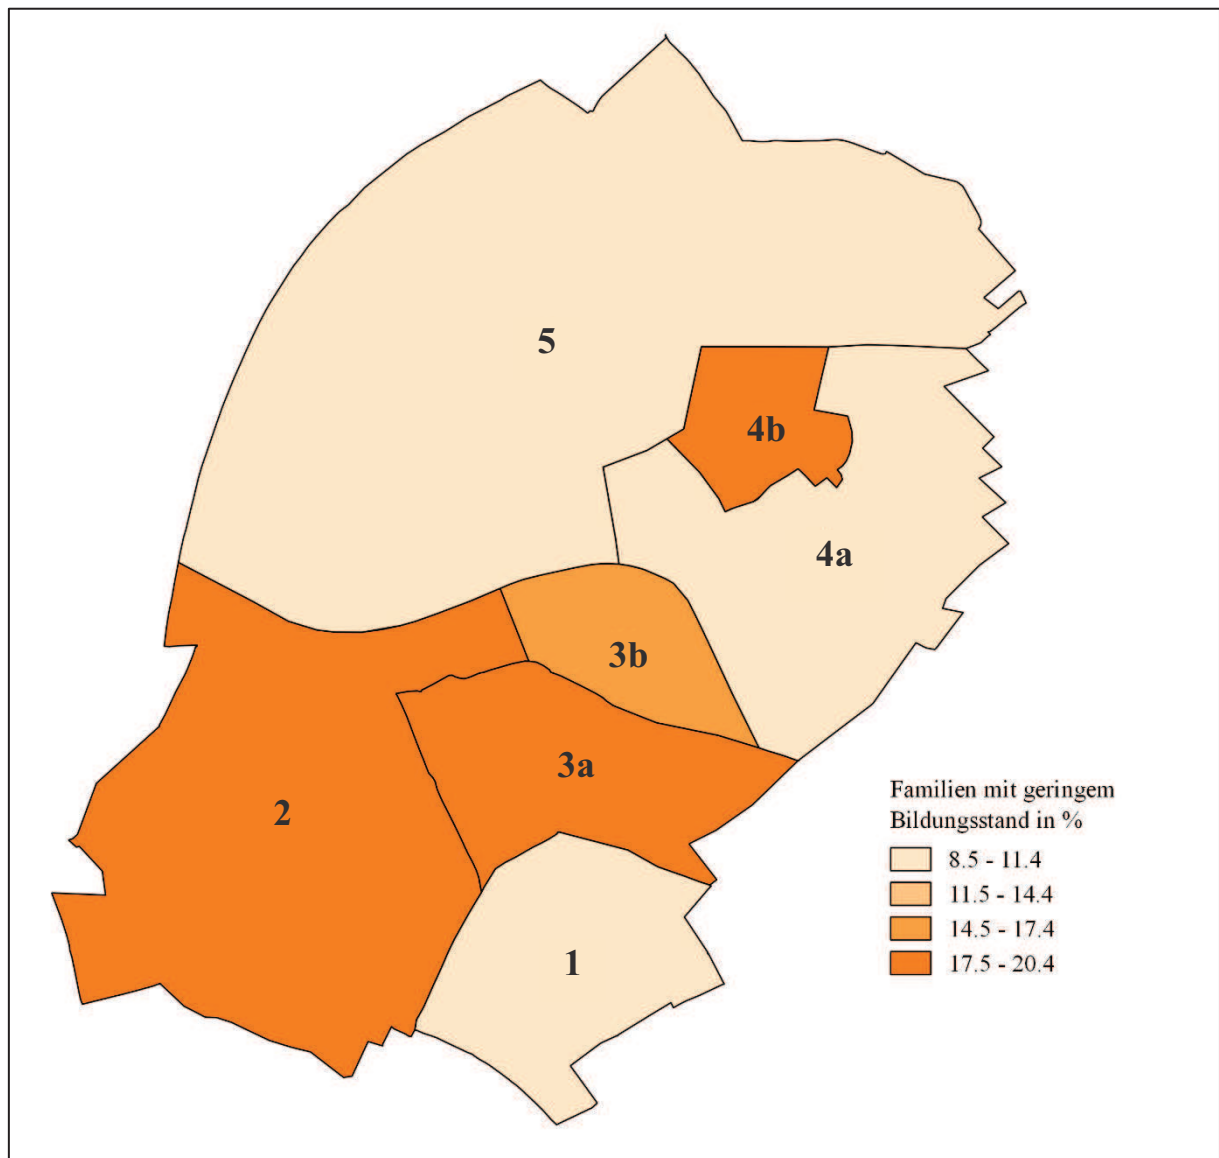 5
4b
4a
3b
3a
2
1
Familien mit geringem
Bildungsstand in %
8.5 - 11.4
11.5 - 14.4
14.5 - 17.4
17.5 - 20.4